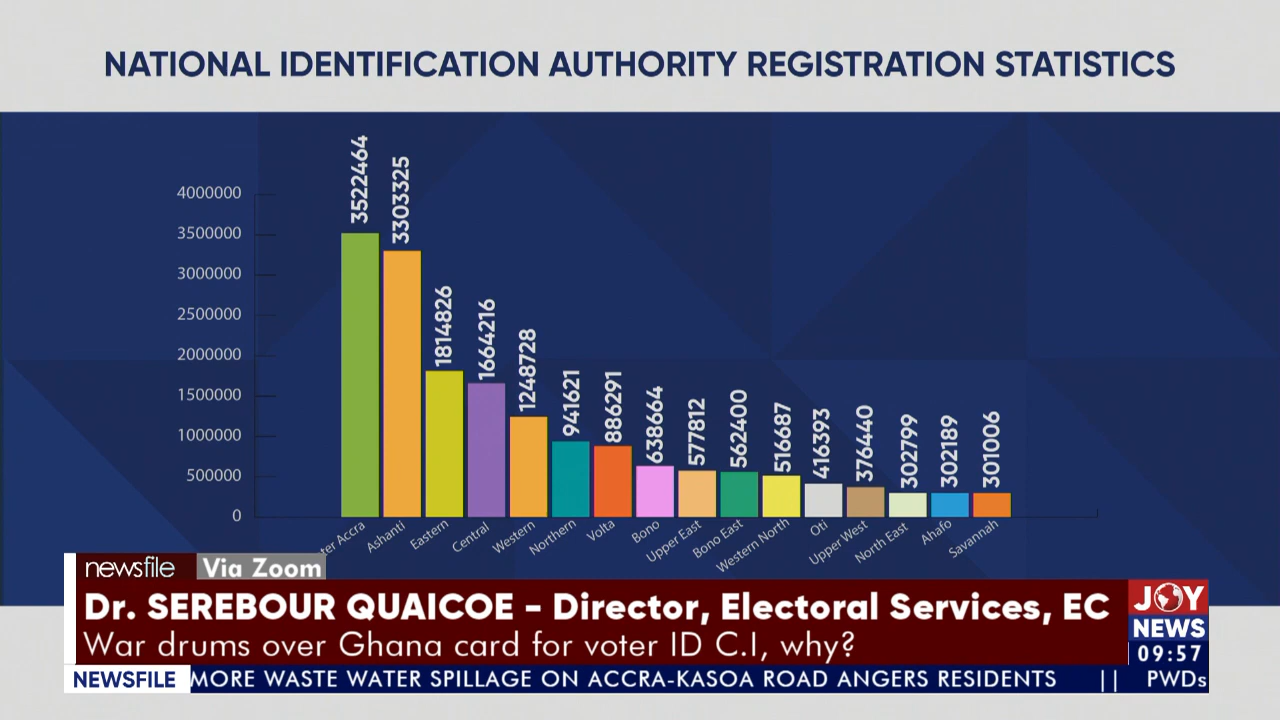 NATIONAL IDENTIFICATION AUTHORITY REGISTRATION STATISTICS
4000000
3500000
3000000
2500000
2000000
1500000
1000000
500000
0
3522464
3303325
1814826
1664216
1248728
941621
886291
638664
577812
562400
516687
416393
376440
302799
302189
301006
ter Accra
Ashanti
Eastern
Central
Western
Northern
Volta
Bono
Upper East
Bono East
Western North
Oti
Upper West
North East
Ahafo
Savannah
newsfile Via Zoom
Dr. SEREBOUR QUAICOE - Director, Electoral Services, EC
War drums over Ghana card for voter ID C.I, why?
JOY
NEWS
09:57
NEWSFILE MORE WASTE WATER SPILLAGE ON ACCRA-KASOA ROAD ANGERS RESIDENTS || PWDs